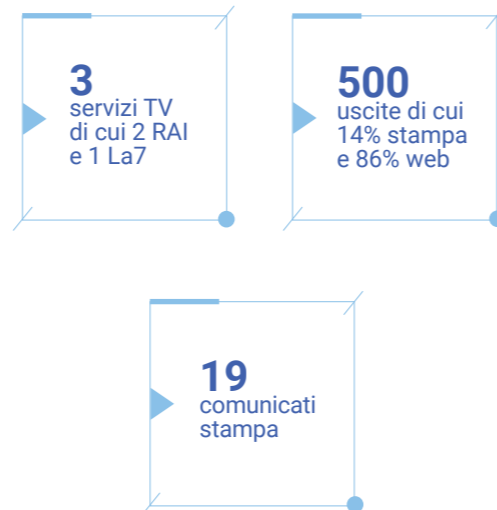 3
servizi TV
di cui 2 RAI
e 1 La7
500
uscite di cui
14% stampa
e 86% web
19
comunicati
stampa